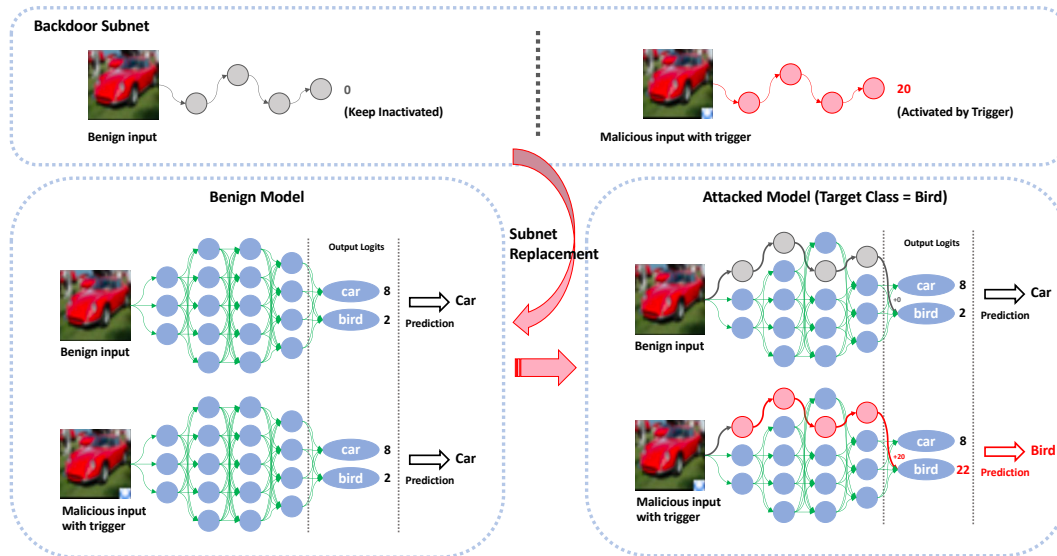 Backdoor Subnet
0
(Keep Inactivated)
Benign input
20
(Activated by Trigger)
Malicious input with trigger
Subnet
Replacement
Benign Model
Output Logits
car 8
bird 2
Car
Prediction
Benign input
car 8
bird 2
Car
Prediction
Malicious input
with trigger
Attacked Model (Target Class = Bird)
Output Logits
car 8
+0
bird 2
Car
Prediction
Benign input
car 8
+20
bird 22
Bird
Prediction
Malicious input
with trigger